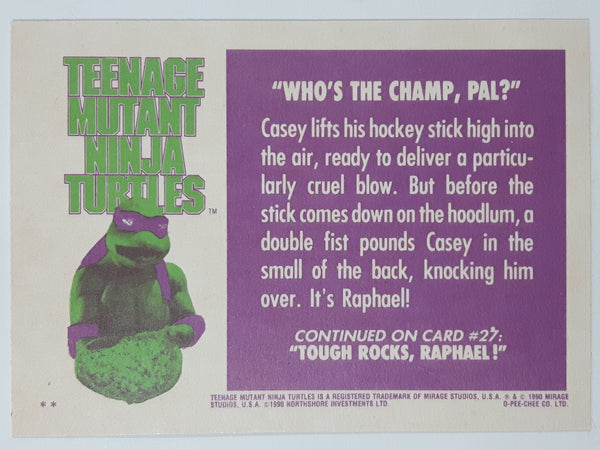 TEENAGE
MUTANT
NINJA
TURTLES
™
"WHO'S THE CHAMP, PAL?"
Casey lifts his hockey stick high into
the air, ready to deliver a particu-
larly cruel blow. But before the
stick comes down on the hoodlum, a
double fist pounds Casey in the
small of the back, knocking him
over. It's Raphael!
CONTINUED ON CARD #27:
"TOUGH ROCKS, RAPHAEL!"
TEENAGE MUTANT NINJA TURTLES IS A REGISTERED TRADEMARK OF MIRAGE STUDIOS, U.S.A. ® & © 1990 MIRAGE
STUDIOS, U.S.A. ©1990 NORTHSHORE INVESTMENTS LTD. O-PEE-CHEE CO. LTD.
* *